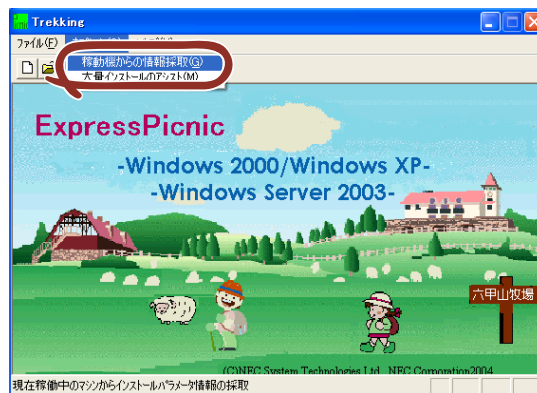 Trekking
ファイル(F)
稼動機からの情報採取(G)
大量インストールのアシスト(M)
ExpressPicnic
-Windows 2000/Windows XP-
-Windows Server 2003-
六甲山牧場
(C)NEC System Technologies Ltd., NEC Corporation2004
現在稼働中のマシンからインストールパラメータ情報の採取